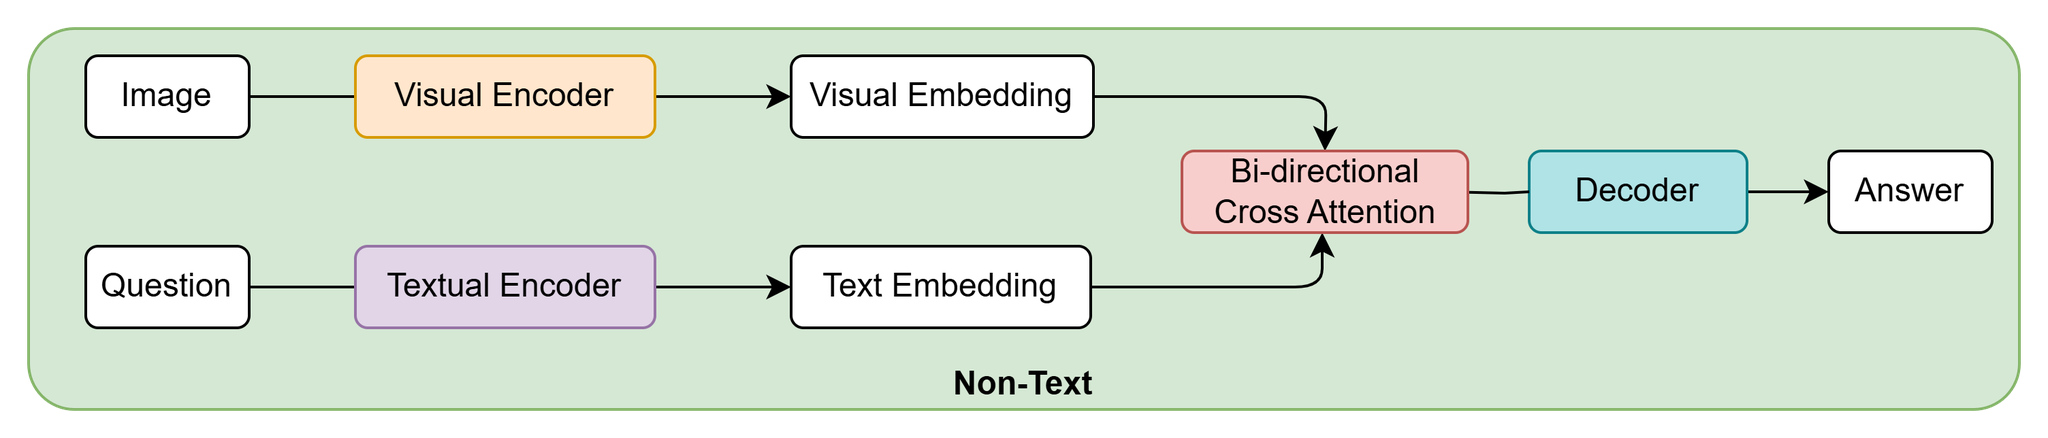 Image
Visual Encoder
Visual Embedding
Bi-directional
Cross Attention
Decoder
Answer
Question
Textual Encoder
Text Embedding
Non-Text